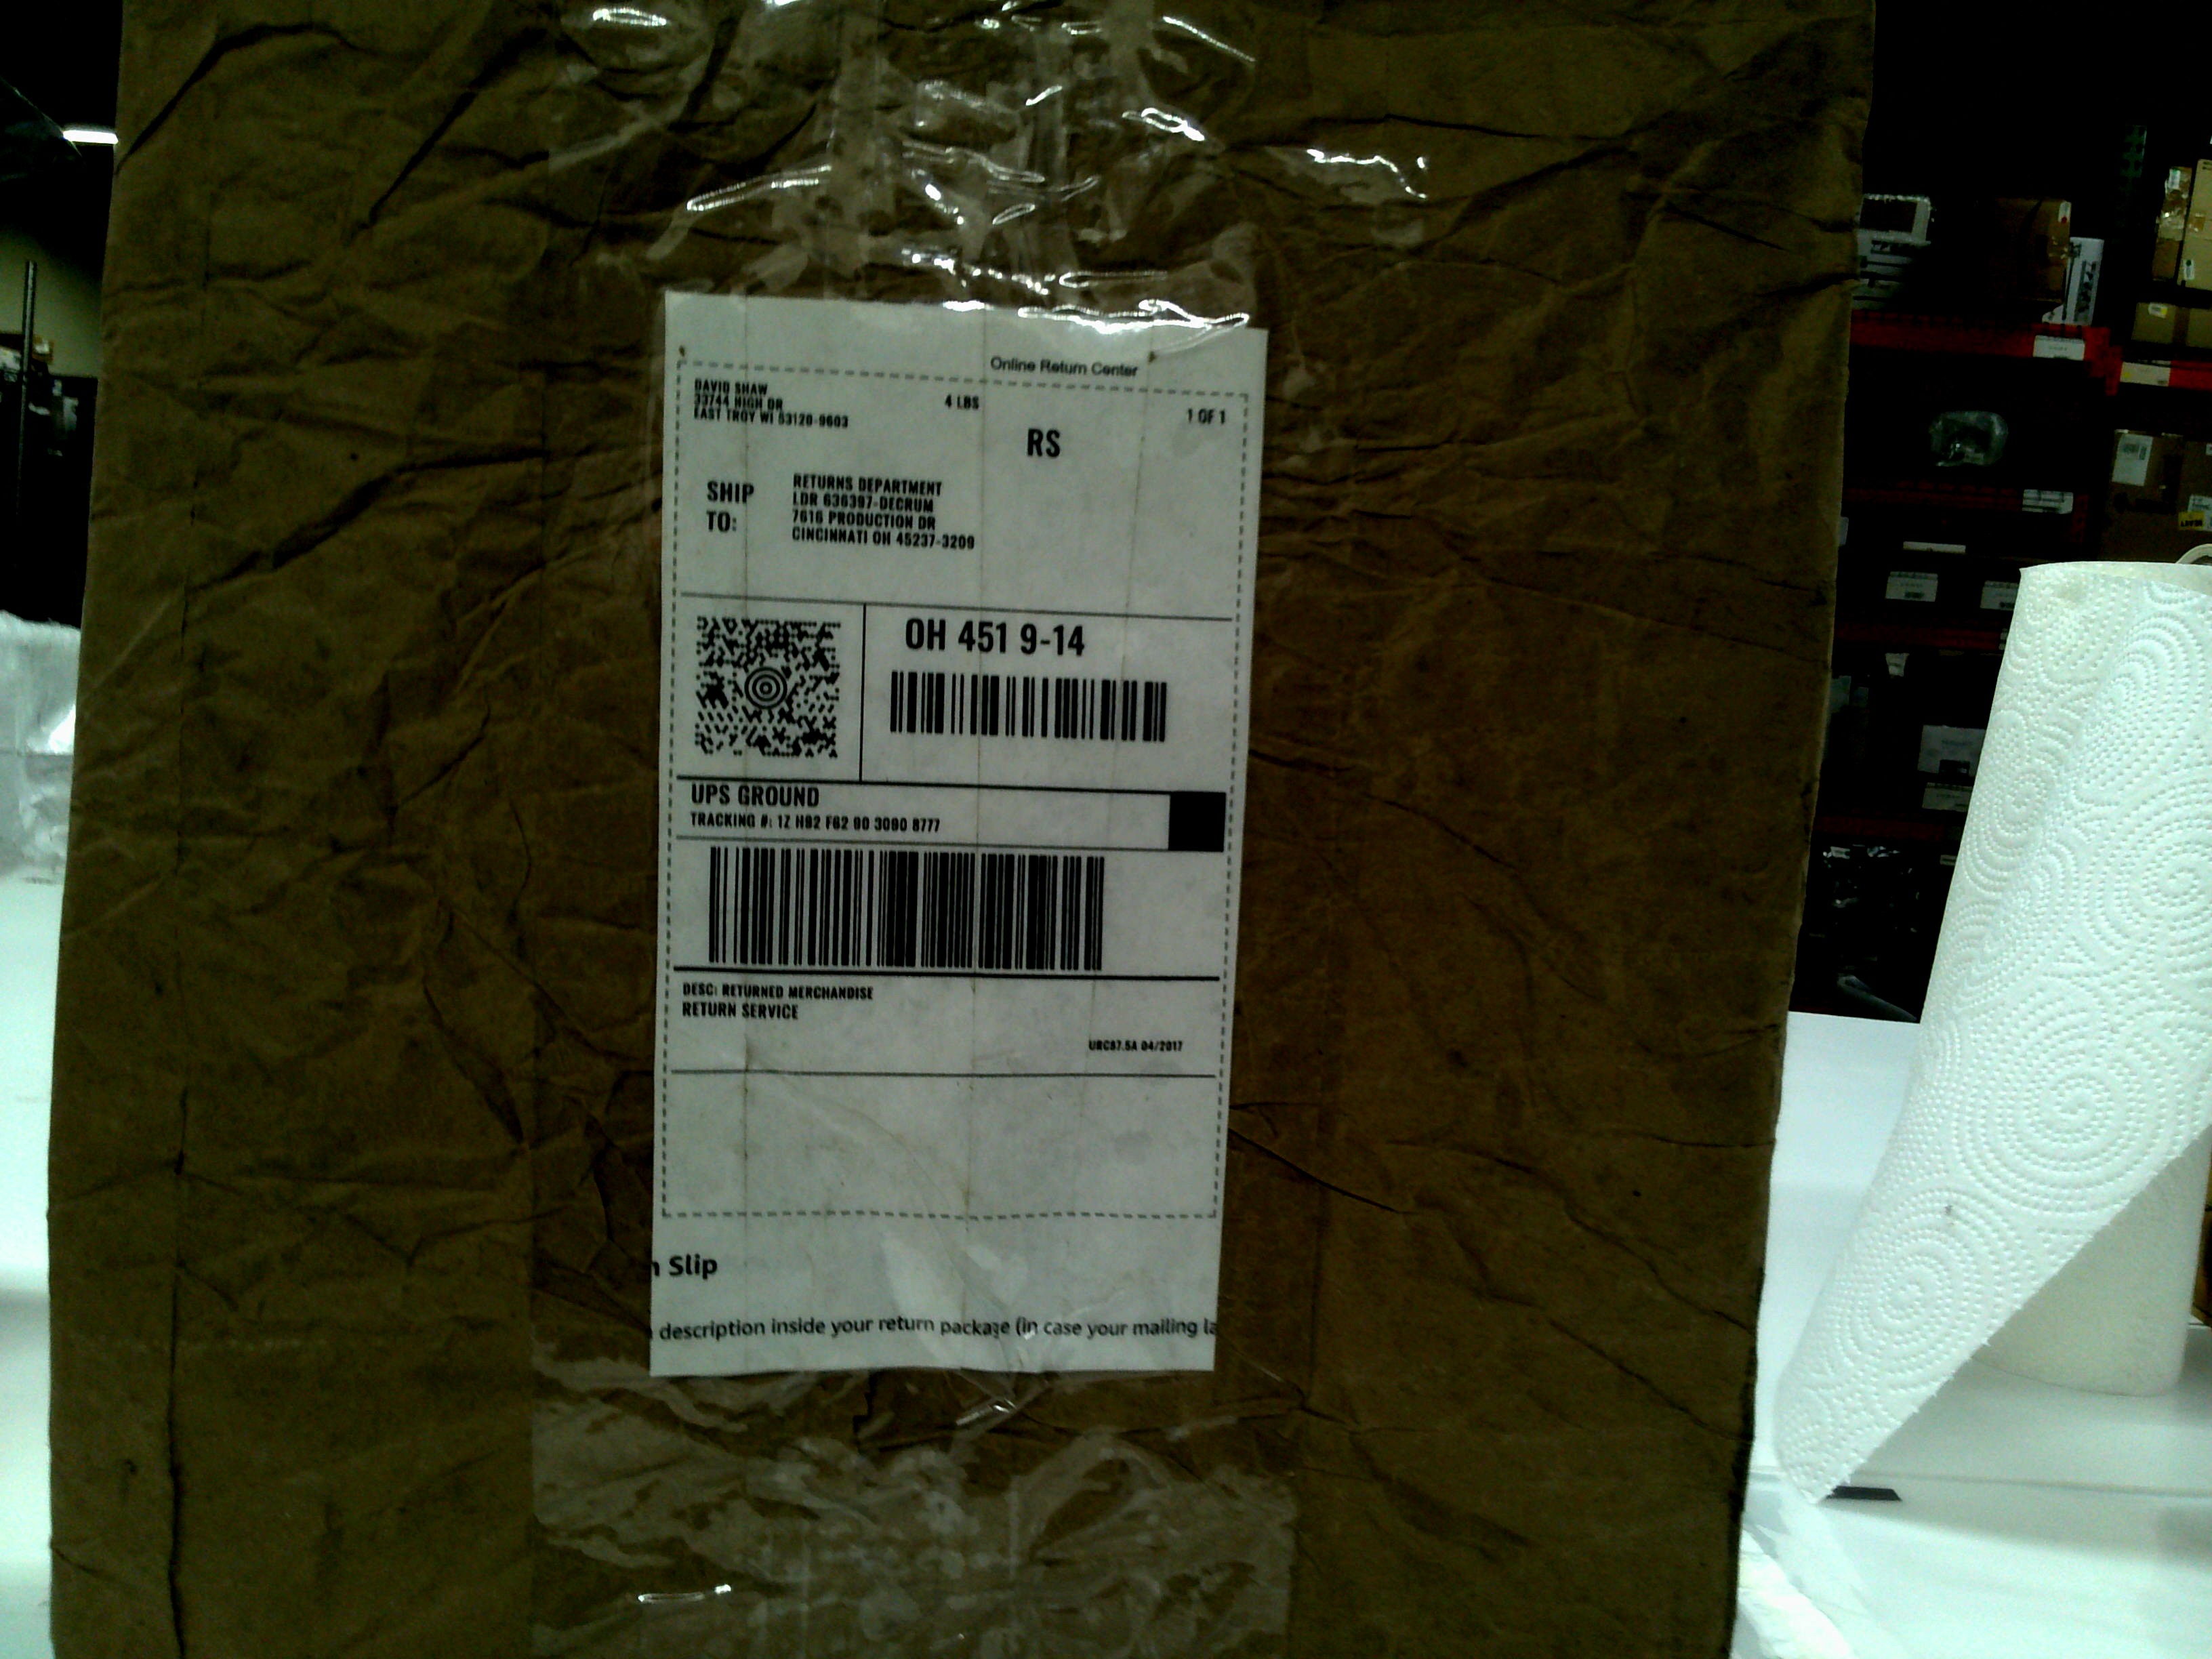 Online Return Center
DAVID SHAW
33744 HIGH DR
EAST TROY WI 53120-9603
4 LBS
1 OF 1
RS
SHIP TO:
RETURNS DEPARTMENT
LDR 636397-DECRUM
7616 PRODUCTION DR
CINCINNATI OH 45237-3209
OH 451 9-14
UPS GROUND
TRACKING #: 1Z H92 F62 90 3090 8777
DESC: RETURNED MERCHANDISE
RETURN SERVICE
URC87.5A 04/2017
n Slip
description inside your return package (in case your mailing la